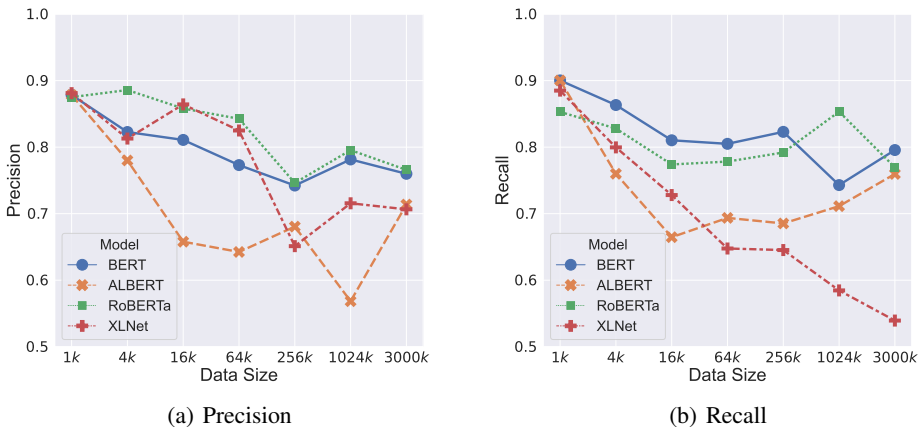 1.0
0.9
0.8
0.7
0.6
0.5
Precision
Model
BERT
ALBERT
RoBERTa
XLNet
1k 4k 16k 64k 256k 1024k 3000k
Data Size
(a) Precision
1.0
0.9
0.8
0.7
0.6
0.5
Recall
Model
BERT
ALBERT
RoBERTa
XLNet
1k 4k 16k 64k 256k 1024k 3000k
Data Size
(b) Recall